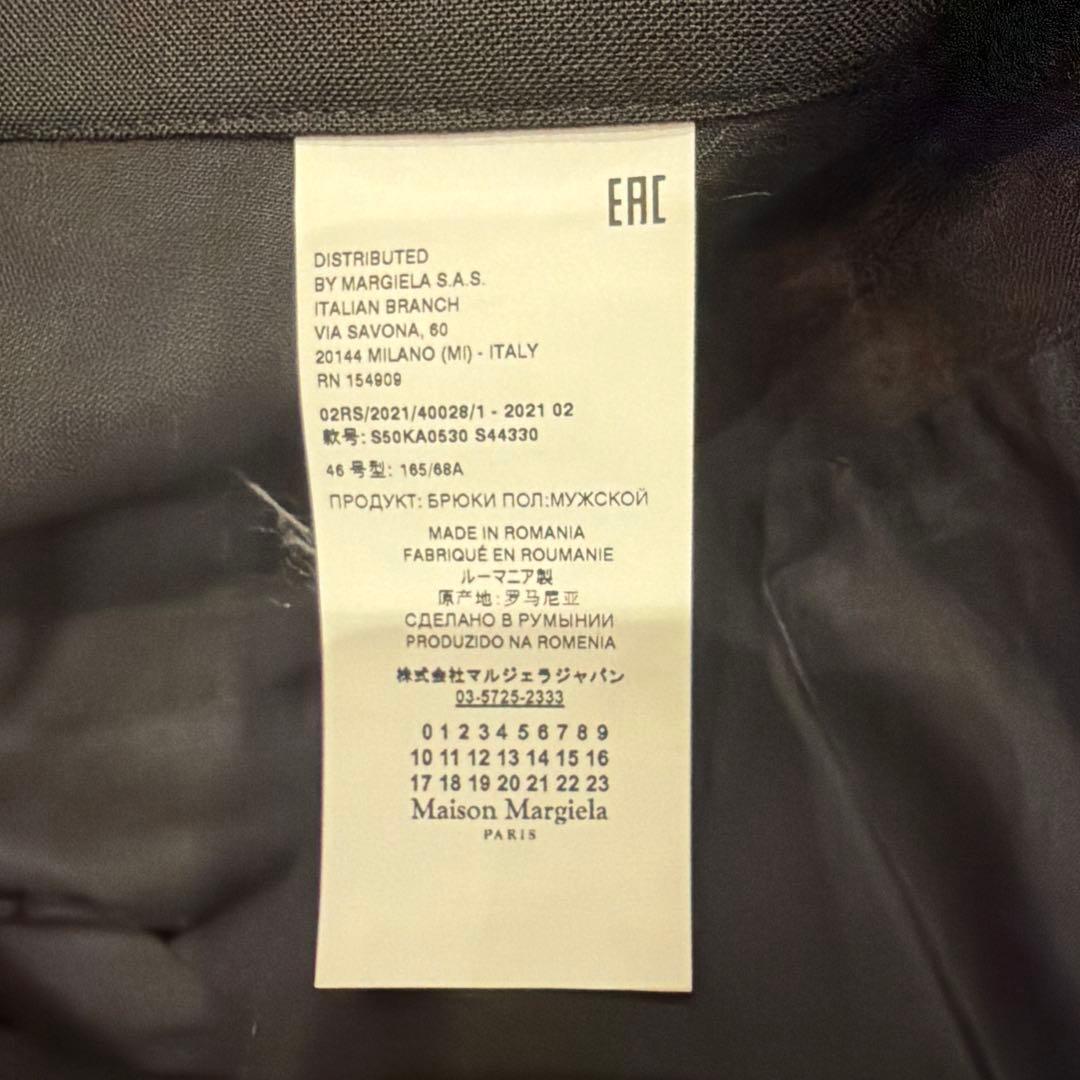 EAC
DISTRIBUTED
BY MARGIELA S.A.S.
ITALIAN BRANCH
VIA SAVONA, 60
20144 MILANO (MI) - ITALY
RN 154909
02RS/2021/40028/1 - 2021 02
款号: S50KA0530 S44330
46 号型: 165/68A
ПРОДУКТ: БРЮКИ ПОЛ:МУЖСКОЙ
MADE IN ROMANIA
FABRIQUÉ EN ROUMANIE
ルーマニア製
原产地:罗马尼亚
СДЕЛАНО В РУМЫНИИ
PRODUZIDO NA ROMENIA
株式会社マルジェラジャパン
03-5725-2333
0 1 2 3 4 5 6 7 8 9
10 11 12 13 14 15 16
17 18 19 20 21 22 23
Maison Margiela
PARIS